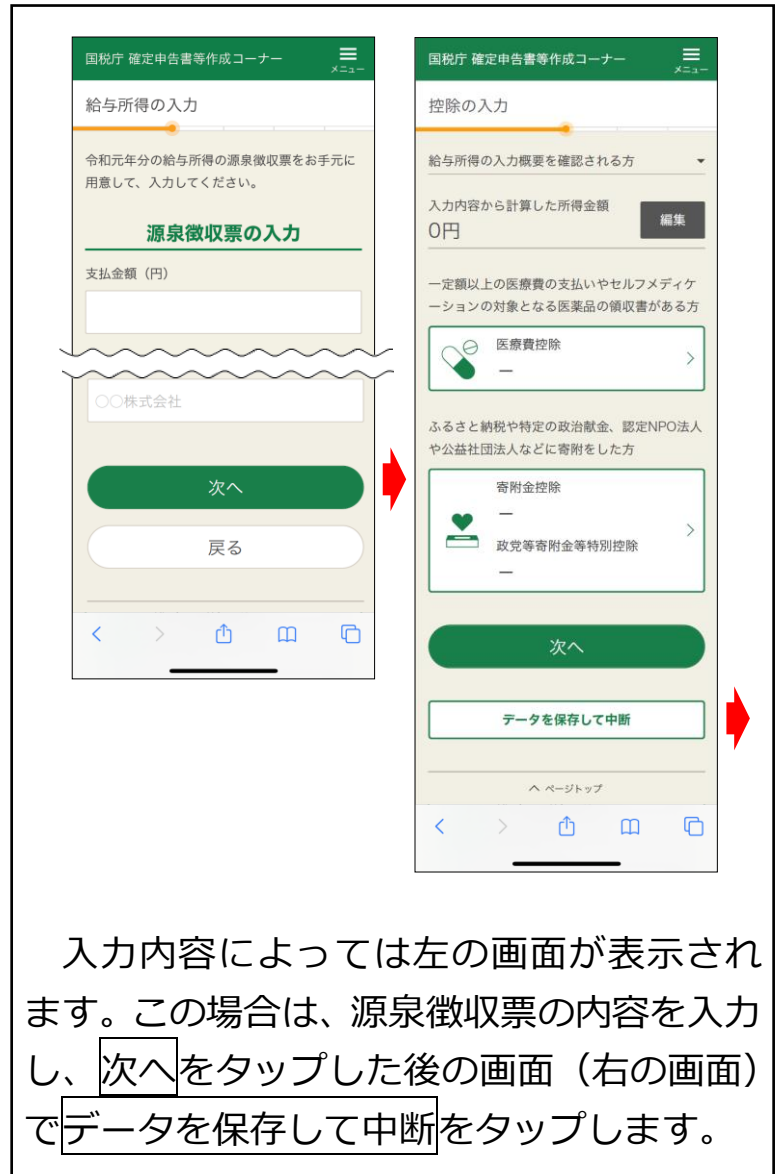 国税庁 確定申告書等作成コーナー
メニュー
給与所得の入力
令和元年分の給与所得の源泉徴収票をお手元に
用意して、入力してください。
源泉徴収票の入力
支払金額（円）
○○株式会社
次へ
戻る
国税庁 確定申告書等作成コーナー
メニュー
控除の入力
給与所得の入力概要を確認される方
入力内容から計算した所得金額
0円
編集
一定額以上の医療費の支払いやセルフメディケ
ーションの対象となる医薬品の領収書がある方
医療費控除
ー
ふるさと納税や特定の政治献金、認定NPO法人
や公益社団法人などに寄附をした方
寄附金控除
ー
政党等寄附金等特別控除
ー
次へ
データを保存して中断
ページトップ
入力内容によっては左の画面が表示され
ます。この場合は、源泉徴収票の内容を入力
し、次へをタップした後の画面（右の画面）
でデータを保存して中断をタップします。